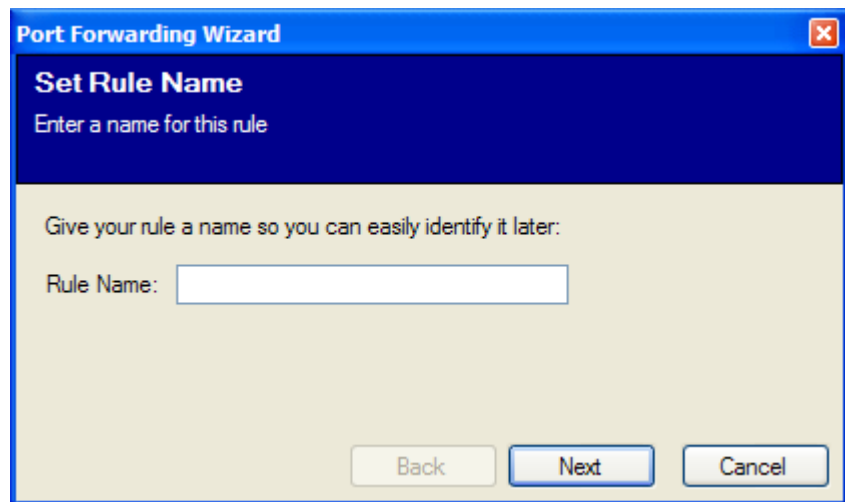 Port Forwarding Wizard
Set Rule Name
Enter a name for this rule
Give your rule a name so you can easily identify it later:
Rule Name:
Back Next Cancel